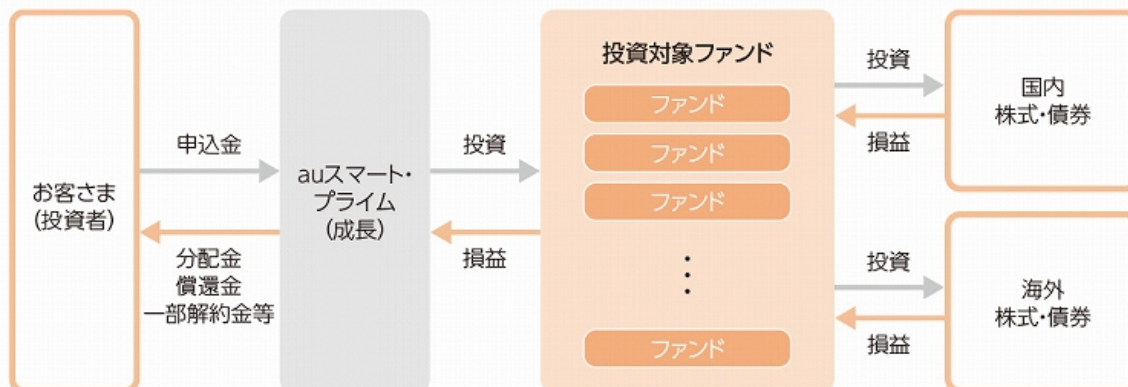 お客さま
（投資者）
申込金
分配金
償還金
一部解約金等
auスマート・
プライム
（成長）
投資
損益
投資対象ファンド
ファンド
ファンド
ファンド
ファンド
投資
損益
国内
株式・債券
投資
損益
海外
株式・債券